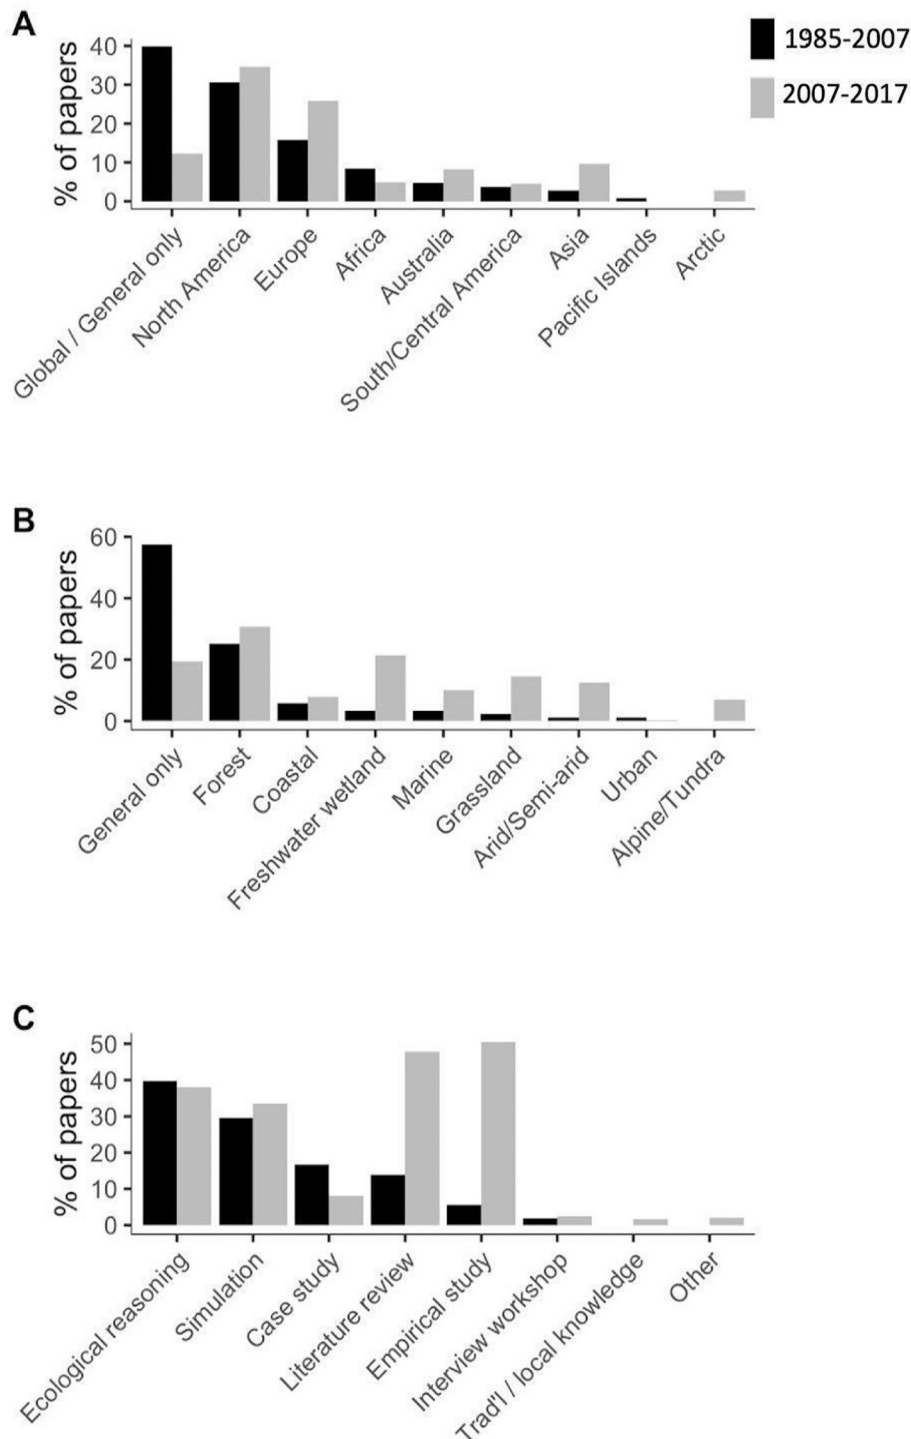 A
1985-2007
2007-2017
% of papers
40
30
20
10
0
Global / General only
North America
Europe
Africa
Australia
South/Central America
Asia
Pacific Islands
Arctic
B
% of papers
60
40
20
0
General only
Forest
Coastal
Freshwater wetland
Marine
Grassland
Arid/Semi-arid
Urban
Alpine/Tundra
C
% of papers
50
40
30
20
10
0
Ecological reasoning
Simulation
Case study
Literature review
Empirical study
Interview workshop
Trad'l / local knowledge
Other